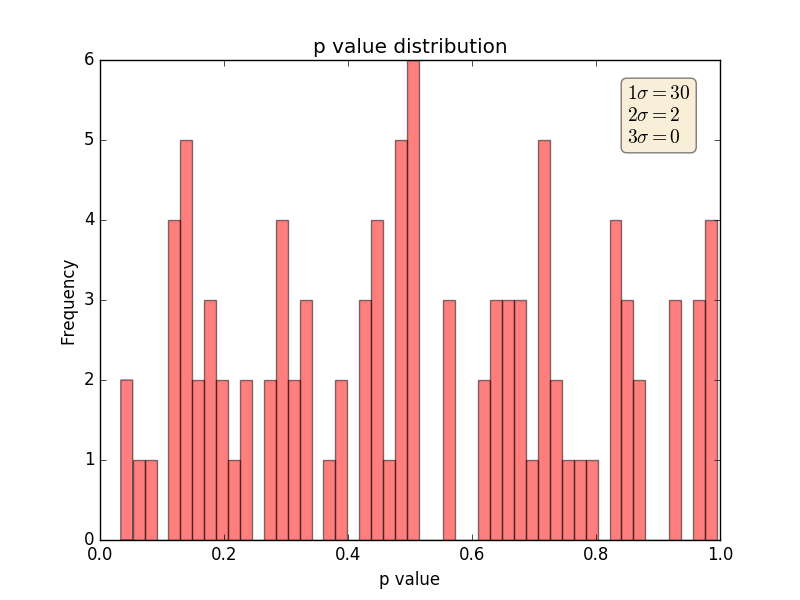 p value distribution
6
5
4
3
2
1
0
Frequency
1σ = 30
2σ = 2
3σ = 0
0.0 0.2 0.4 0.6 0.8 1.0
p value